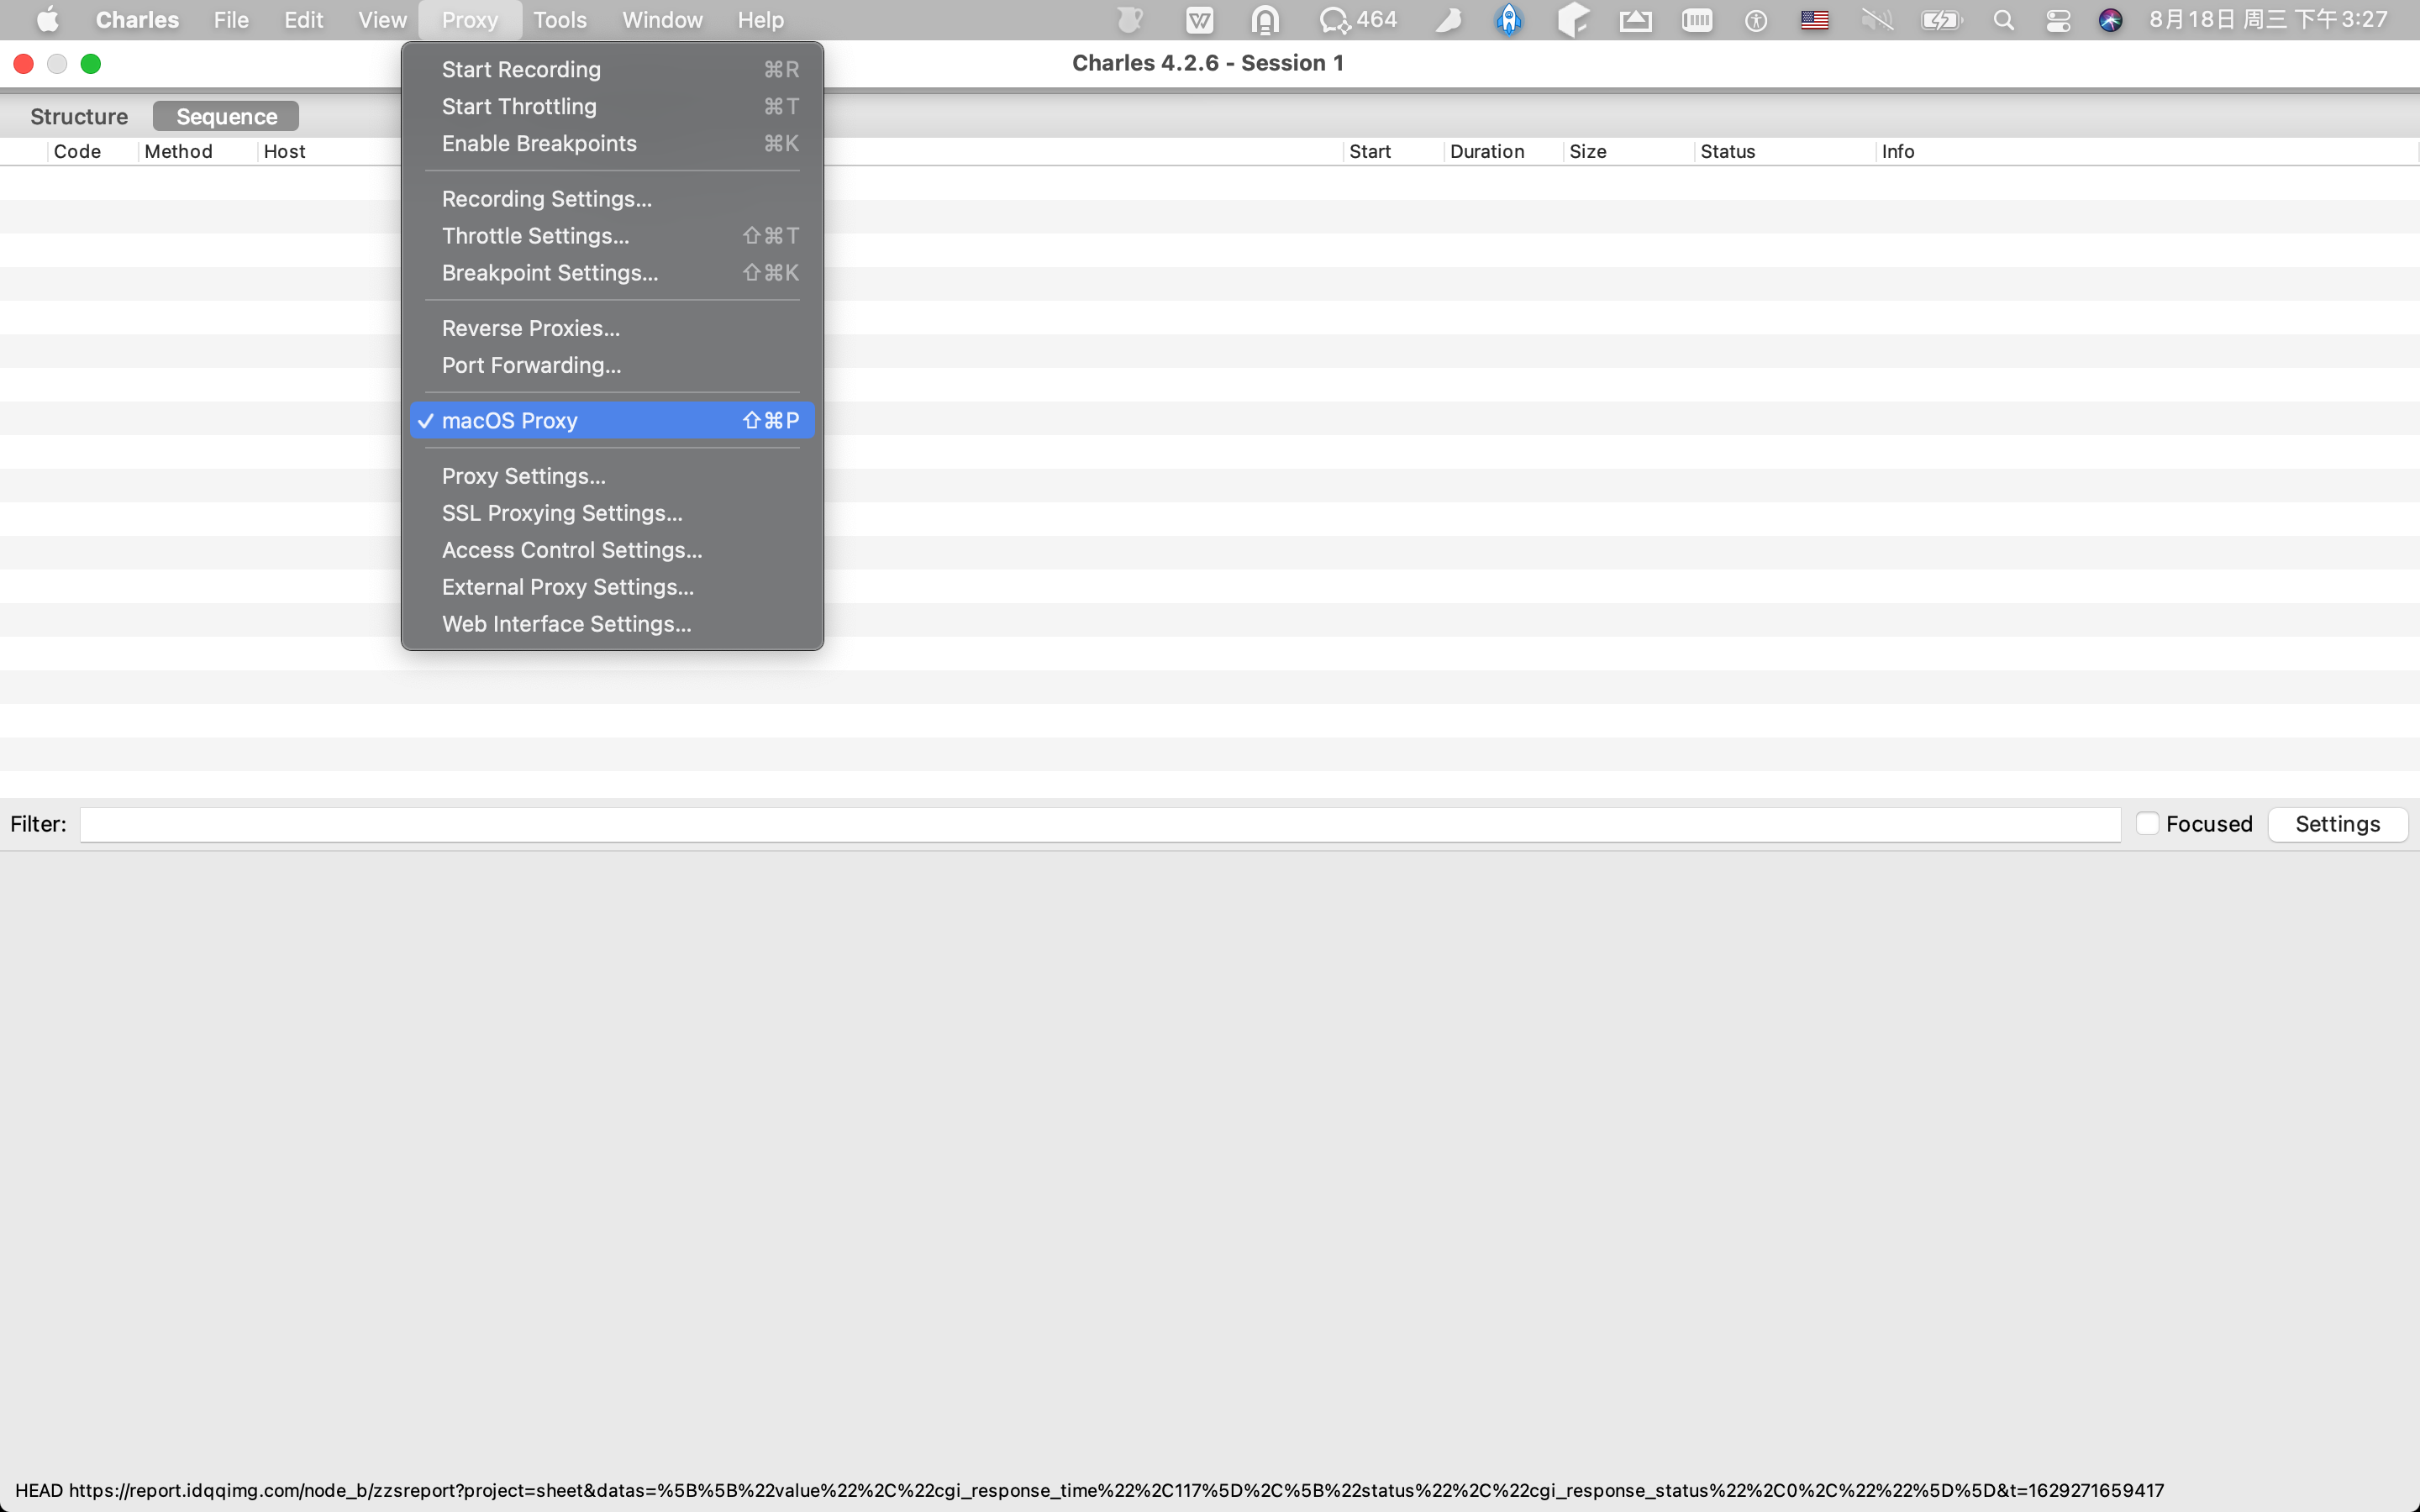 Charles File Edit View Proxy Tools Window Help 464 8月18日 周三 下午3:27
Charles 4.2.6 - Session 1
Structure Sequence
Code Method Host Start Duration Size Status Info
Start Recording ⌘R
Start Throttling ⌘T
Enable Breakpoints ⌘K
Recording Settings...
Throttle Settings... ⇧⌘T
Breakpoint Settings... ⇧⌘K
Reverse Proxies...
Port Forwarding...
✓ macOS Proxy ⇧⌘P
Proxy Settings...
SSL Proxying Settings...
Access Control Settings...
External Proxy Settings...
Web Interface Settings...
Filter: Focused Settings
HEAD https://report.idqqimg.com/node_b/zzsreport?project=sheet&datas=%5B%5B%22value%22%2C%22cgi_response_time%22%2C117%5D%2C%5B%22status%22%2C%22cgi_response_status%22%2C0%2C%22%22%5D%5D&t=1629271659417